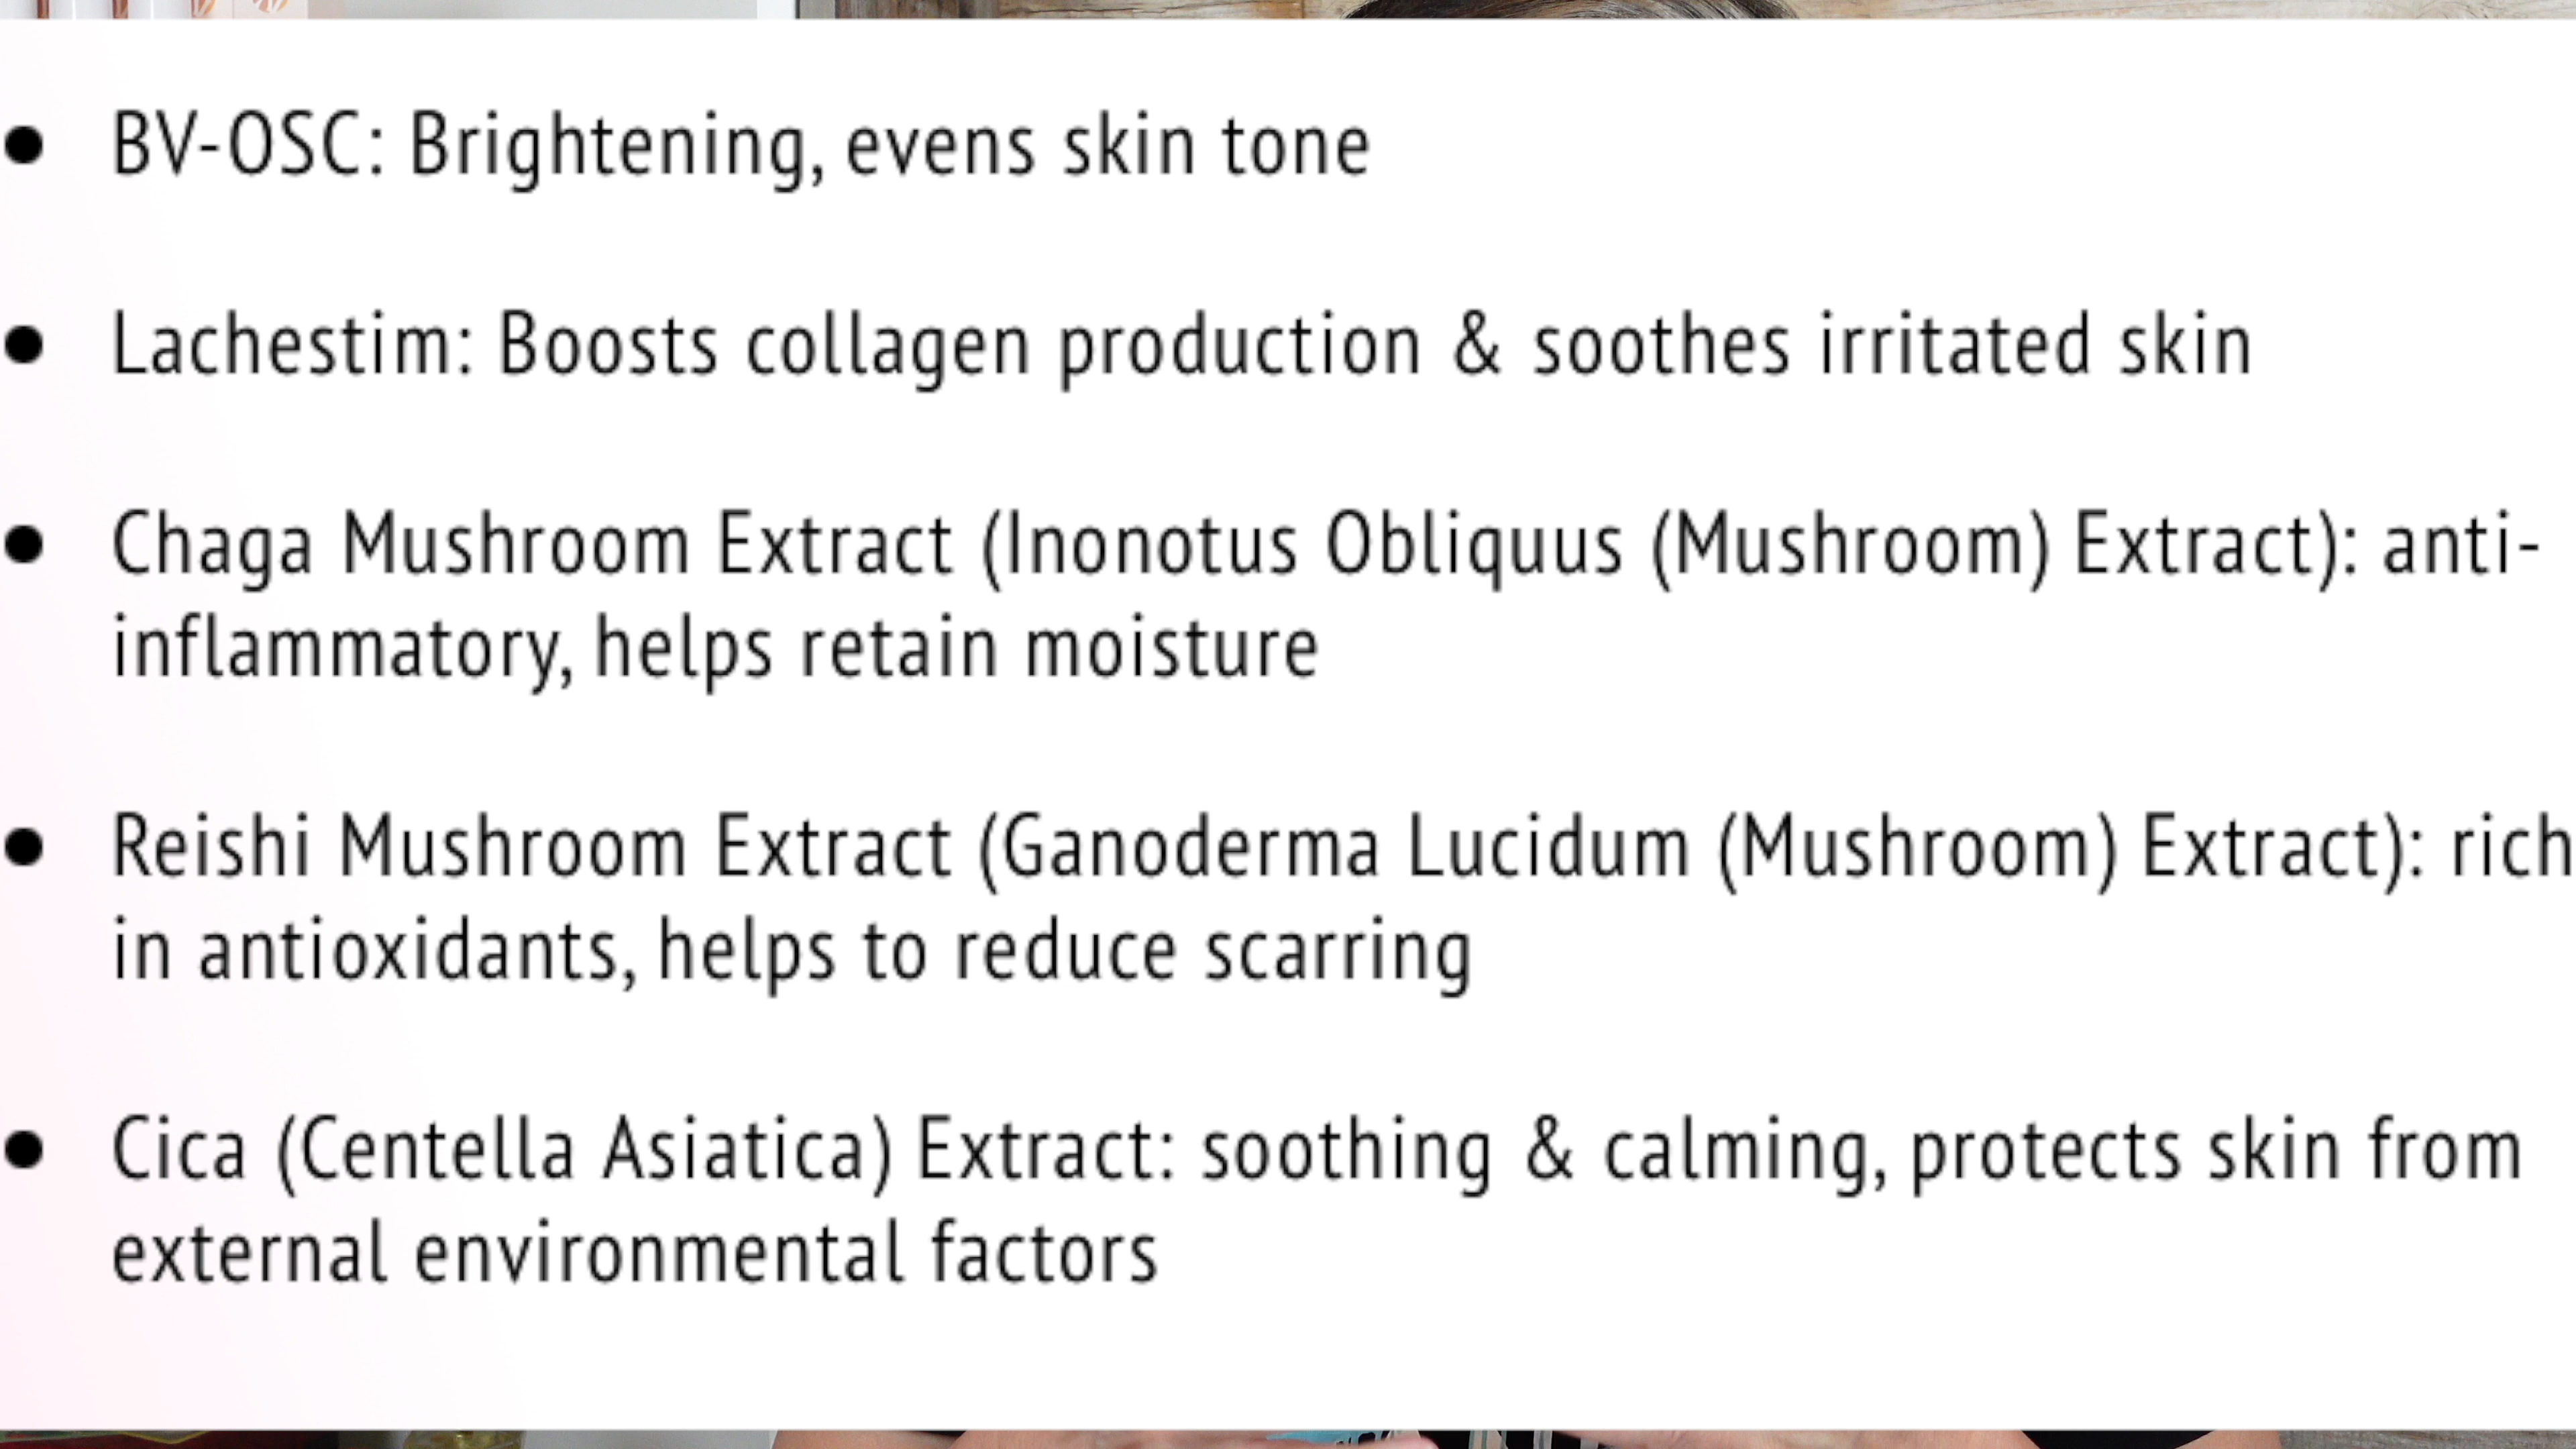 • BV-OSC: Brightening, evens skin tone
• Lachestim: Boosts collagen production & soothes irritated skin
• Chaga Mushroom Extract (Inonotus Obliquus (Mushroom) Extract): anti-
inflammatory, helps retain moisture
• Reishi Mushroom Extract (Ganoderma Lucidum (Mushroom) Extract): rich
in antioxidants, helps to reduce scarring
• Cica (Centella Asiatica) Extract: soothing & calming, protects skin from
external environmental factors